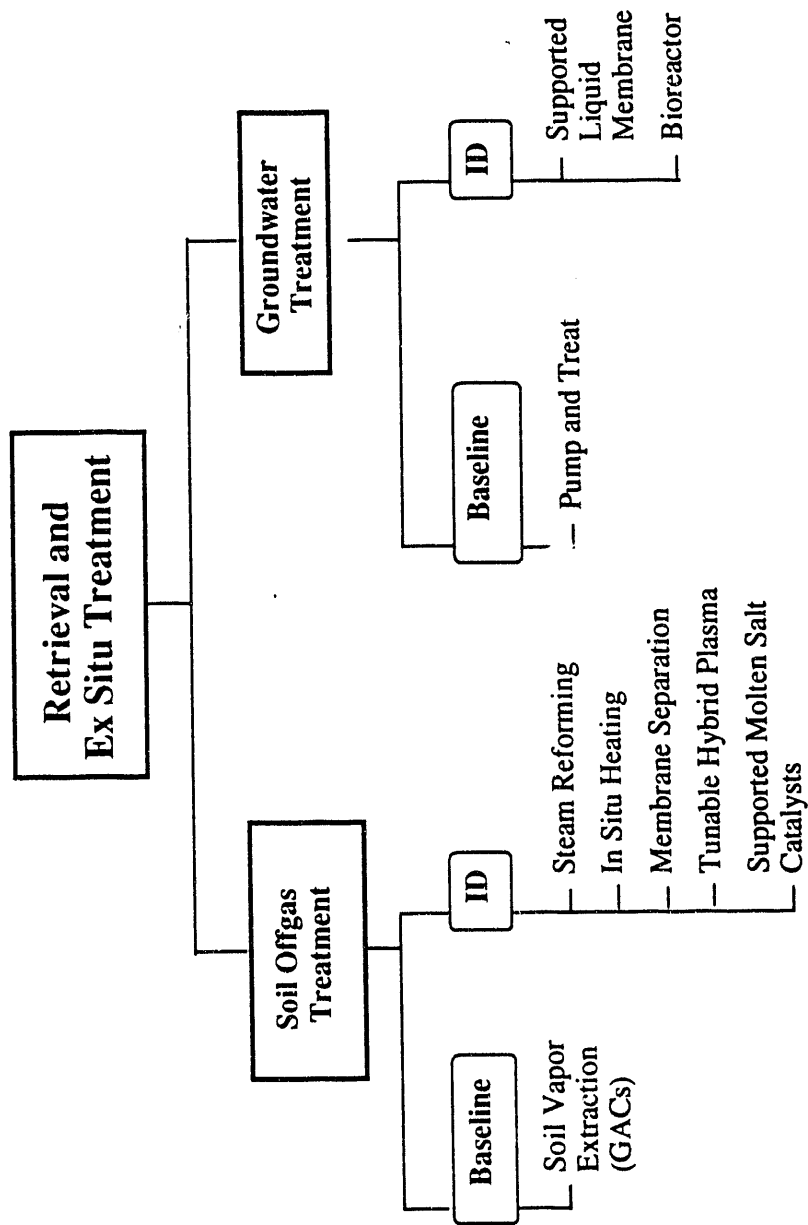 Retrieval and
Ex Situ Treatment
Soil Offgas
Treatment
Groundwater
Treatment
Baseline
Soil Vapor
Extraction
(GACs)
ID
Steam Reforming
In Situ Heating
Membrane Separation
Tunable Hybrid Plasma
Supported Molten Salt
Catalysts
Baseline
Pump and Treat
ID
Supported
Liquid
Membrane
Bioreactor